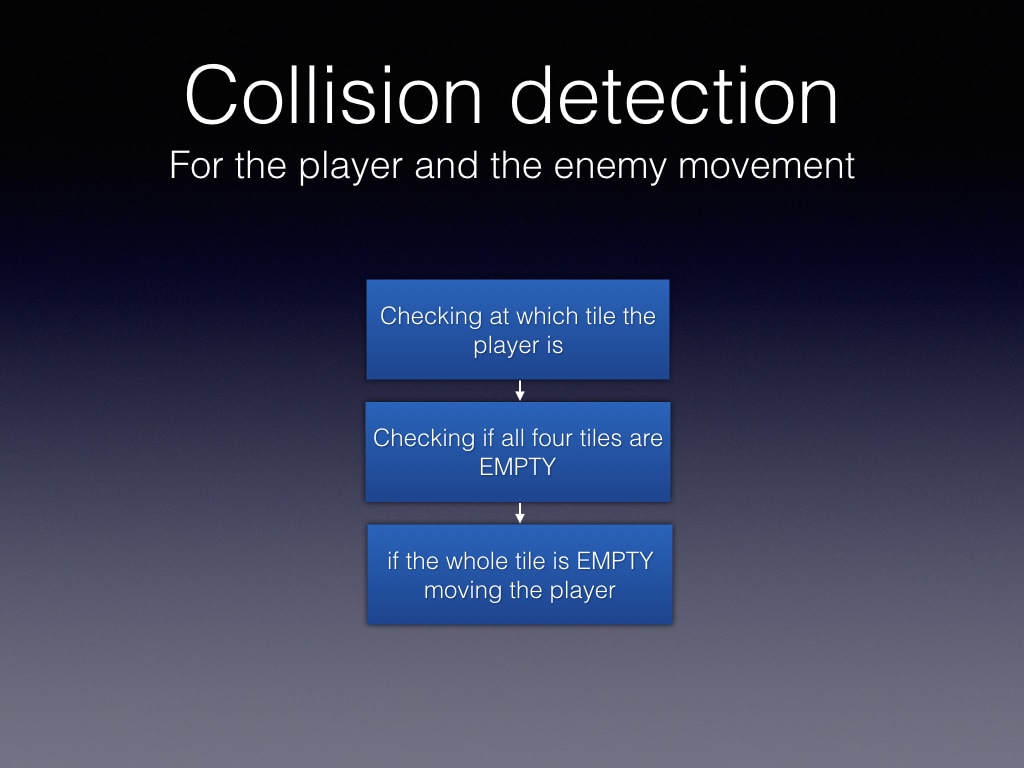 Collision detection
For the player and the enemy movement
Checking at which tile the
player is
Checking if all four tiles are
EMPTY
if the whole tile is EMPTY
moving the player